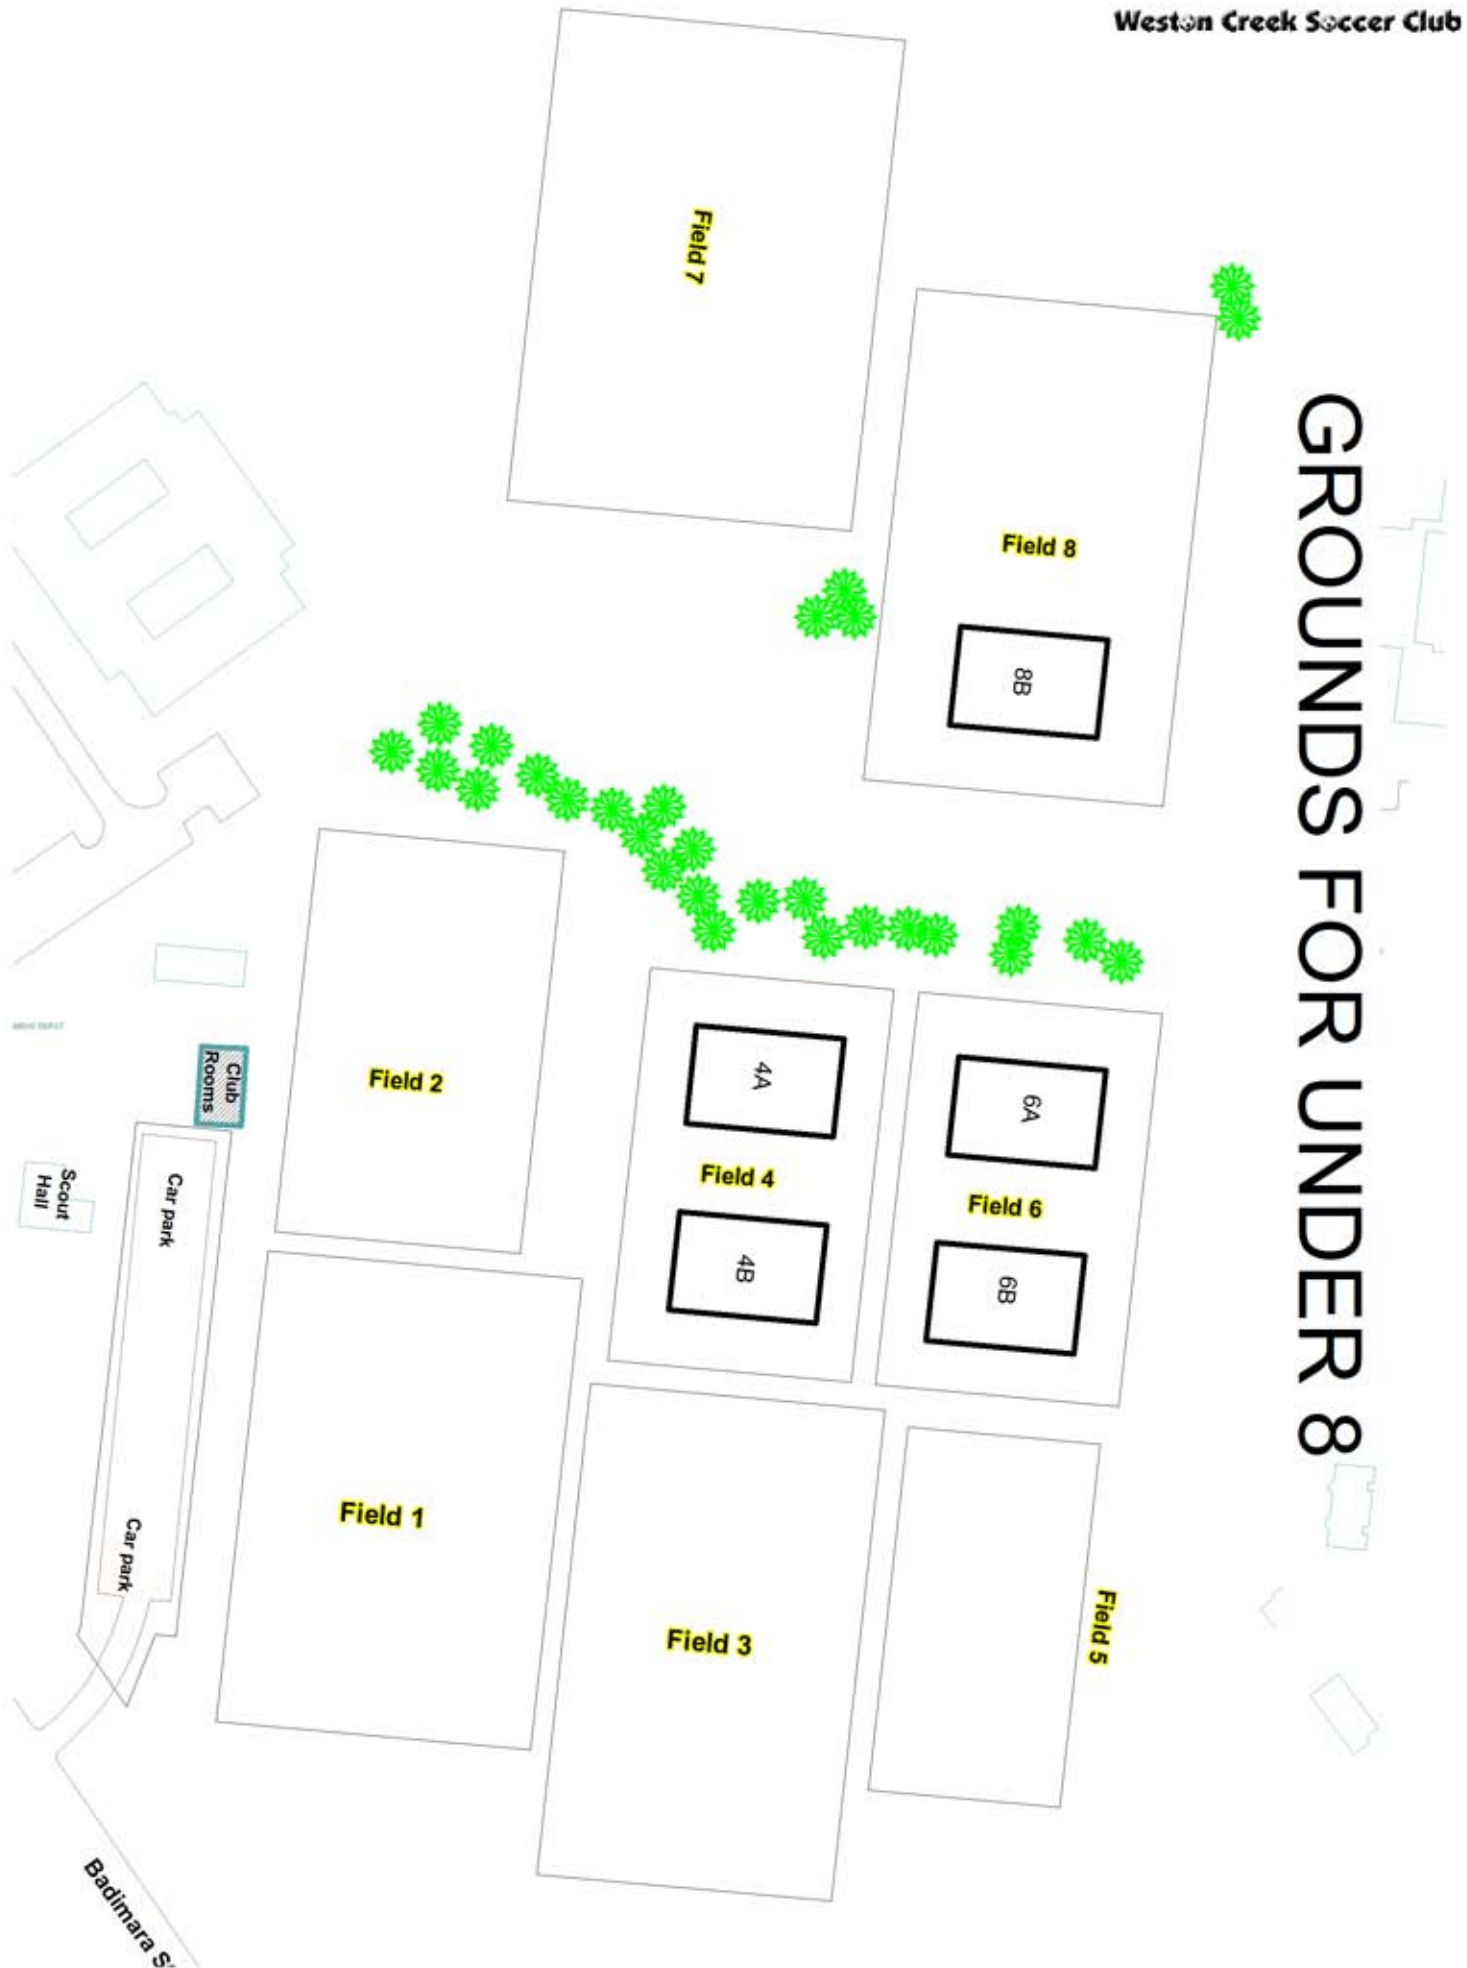 Weston Creek Soccer Club
GROUNDS FOR UNDER 8
Field 7
Field 8
8B
Field 2
4A
6A
Field 4
Field 6
4B
6B
Club
Rooms
Scout
Hall
Car park
Car park
Field 1
Field 3
Field 5
Badimara